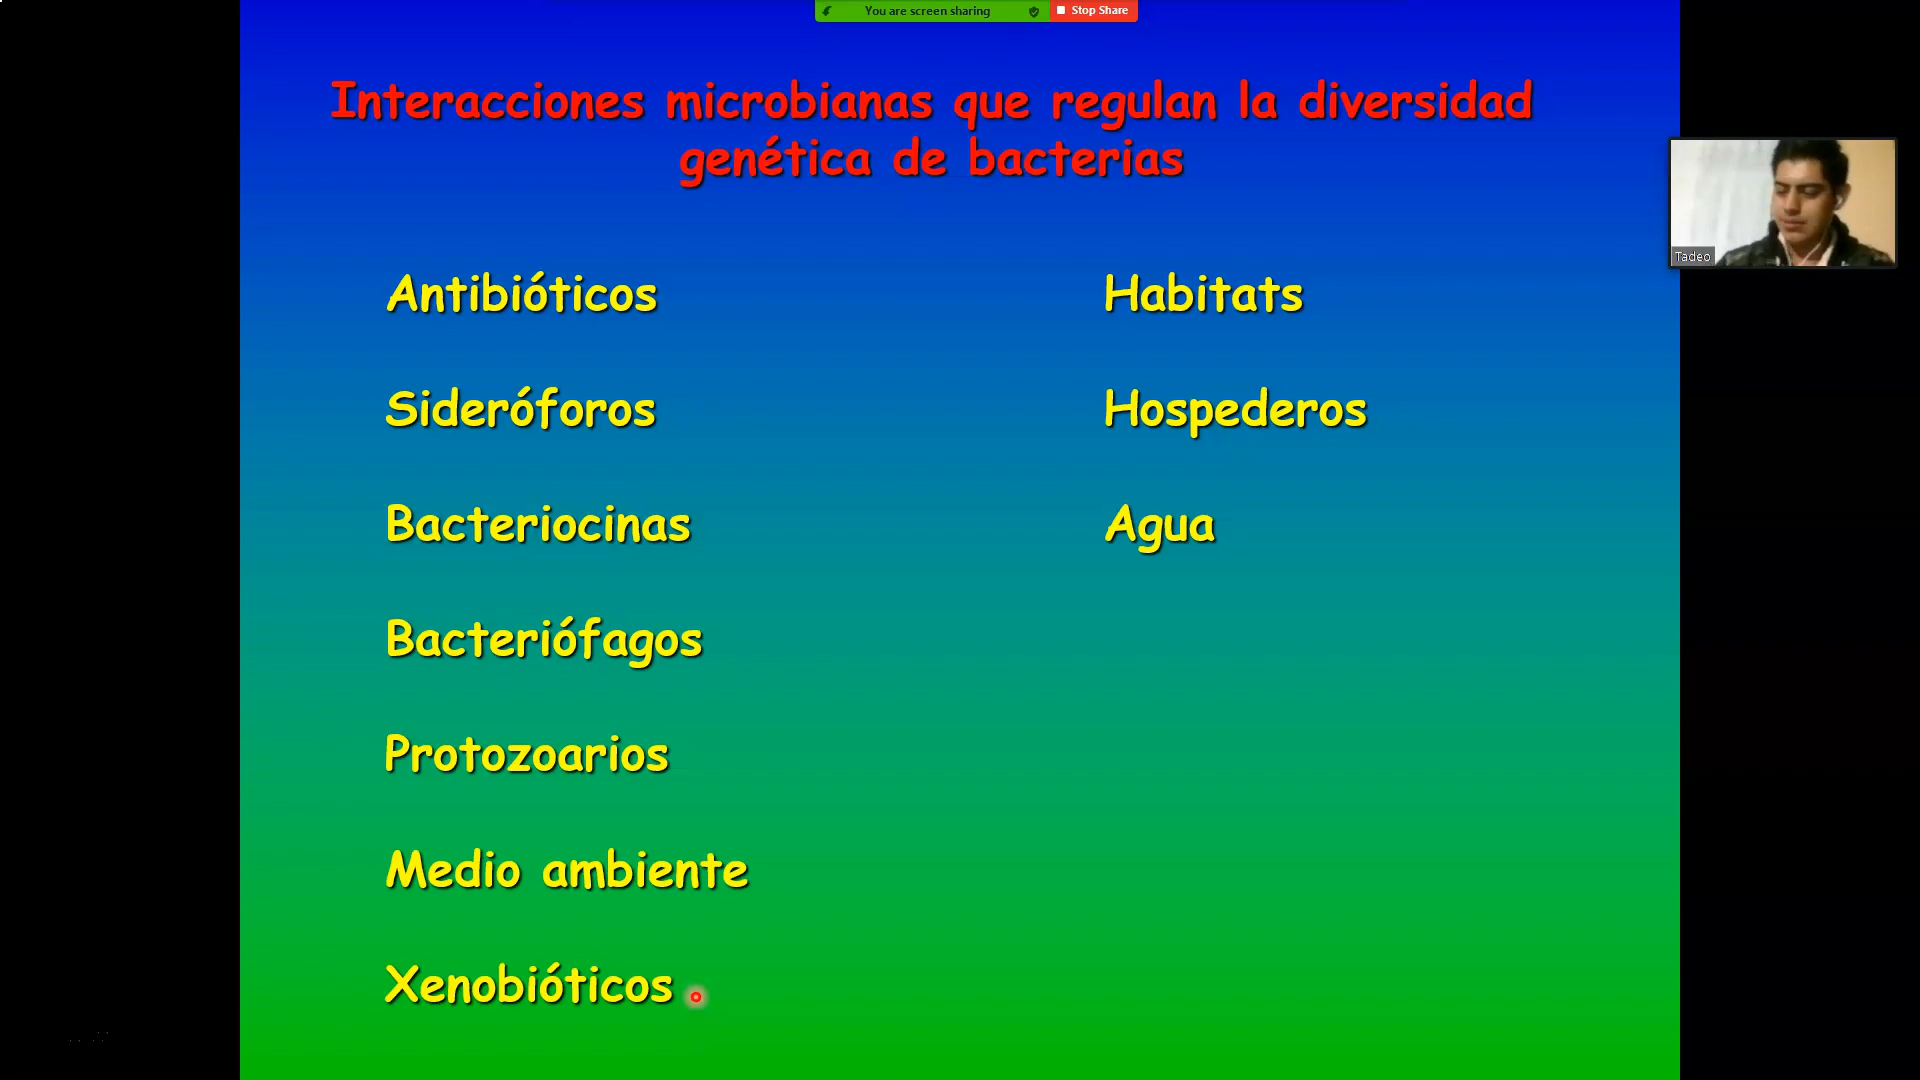 You are screen sharing
Stop Share
Interacciones microbianas que regulan la diversidad
genética de bacterias
Antibióticos
Sideróforos
Bacteriocinas
Bacteriófagos
Protozoarios
Medio ambiente
Xenobióticos
Habitats
Hospederos
Agua
Tadeo